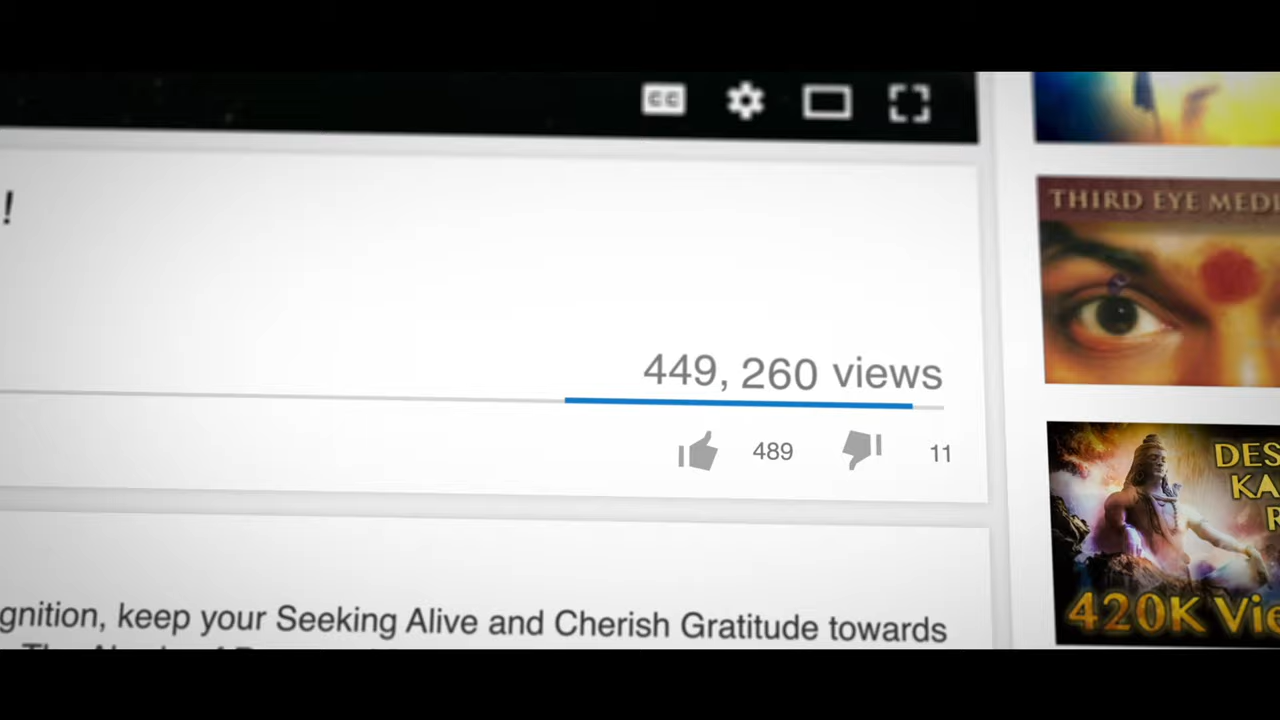 CC
!
THIRD EYE
449, 260 views
489
11
gnition, keep your Seeking Alive and Cherish Gratitude towards
DES
KA
420K Vie